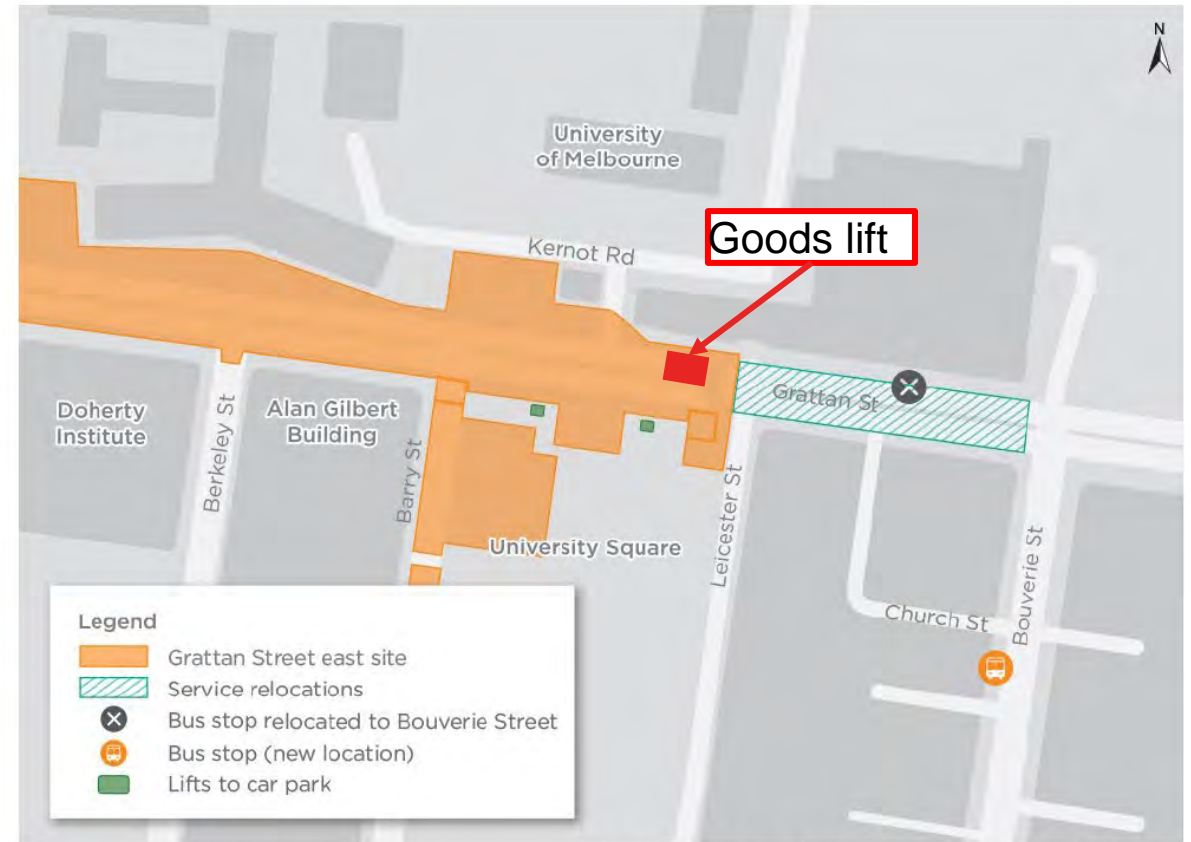 N
University
of Melbourne
Goods lift
Kernot Rd
Grattan St
Doherty
Institute
Alan Gilbert
Building
Berkeley St
Barry St
Leicester St
University Square
Bouverie St
Church St
Legend
Grattan Street east site
Service relocations
Bus stop relocated to Bouverie Street
Bus stop (new location)
Lifts to car park